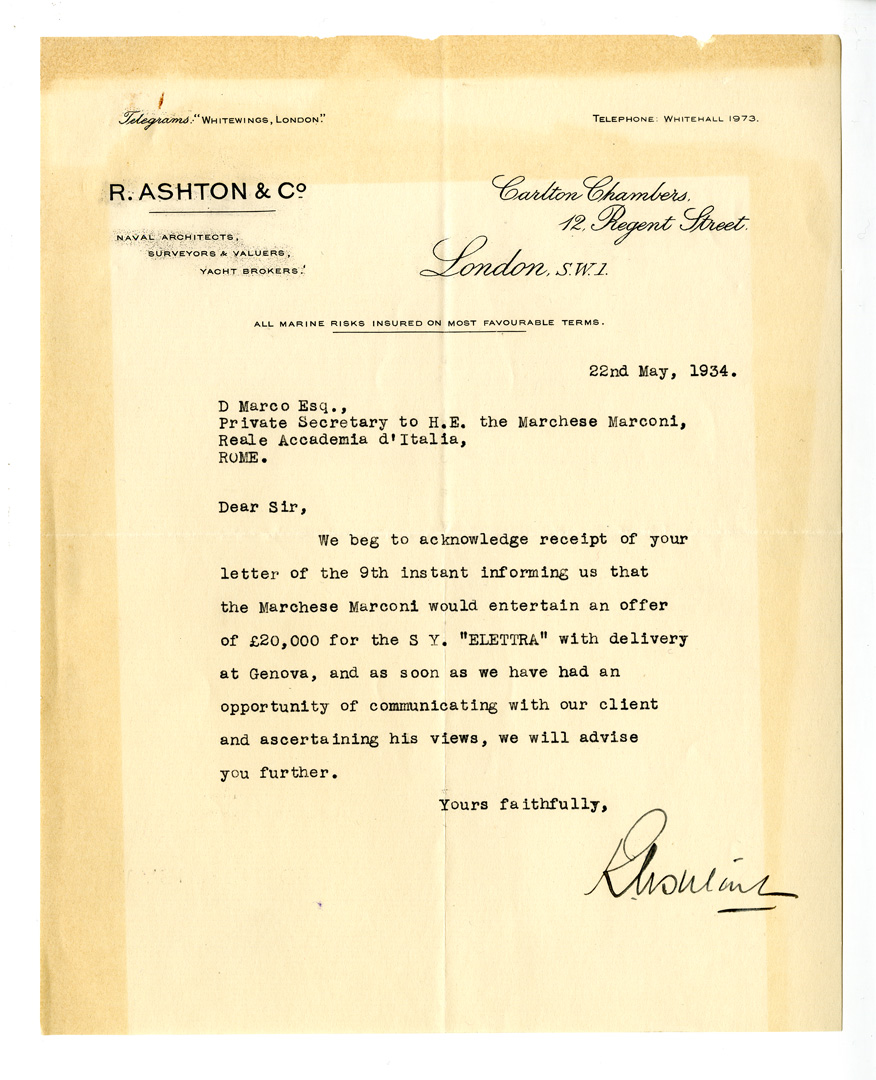 Telegrams: "WHITEWINGS, LONDON."
TELEPHONE: WHITEHALL 1973.
R. ASHTON & Co
NAVAL ARCHITECTS,
SURVEYORS & VALUERS,
YACHT BROKERS.
Carlton Chambers,
12, Regent Street.
London, S.W.1.
ALL MARINE RISKS INSURED ON MOST FAVOURABLE TERMS.
22nd May, 1934.
D Marco Esq.,
Private Secretary to H.E. the Marchese Marconi,
Reale Accademia d'Italia,
ROME.
Dear Sir,
We beg to acknowledge receipt of your
letter of the 9th instant informing us that
the Marchese Marconi would entertain an offer
of £20,000 for the S Y. "ELETTRA" with delivery
at Genova, and as soon as we have had an
opportunity of communicating with our client
and ascertaining his views, we will advise
you further.
Yours faithfully,